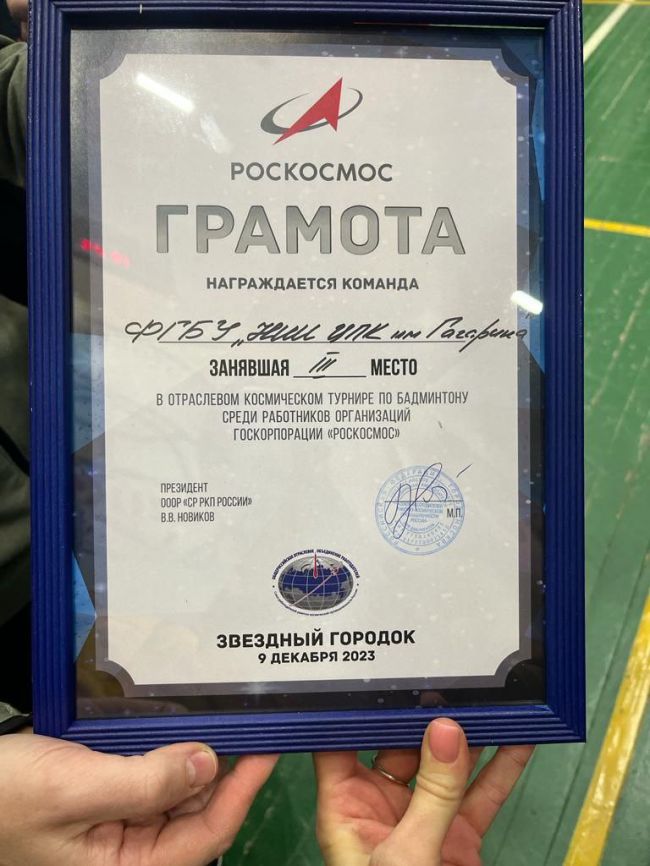 РОСКОСМОС
ГРАМОТА
НАГРАЖДАЕТСЯ КОМАНДА
ФГБУ „НИИ ЦПК им Гагарина
ЗАНЯВШАЯ III МЕСТО
В ОТРАСЛЕВОМ КОСМИЧЕСКОМ ТУРНИРЕ ПО БАДМИНТОНУ
СРЕДИ РАБОТНИКОВ ОРГАНИЗАЦИЙ
ГОСКОРПОРАЦИИ «РОСКОСМОС»
ПРЕЗИДЕНТ
ОООР «СР РКП РОССИИ»
В.В. НОВИКОВ
М.П.
ЗВЕЗДНЫЙ ГОРОДОК
9 ДЕКАБРЯ 2023